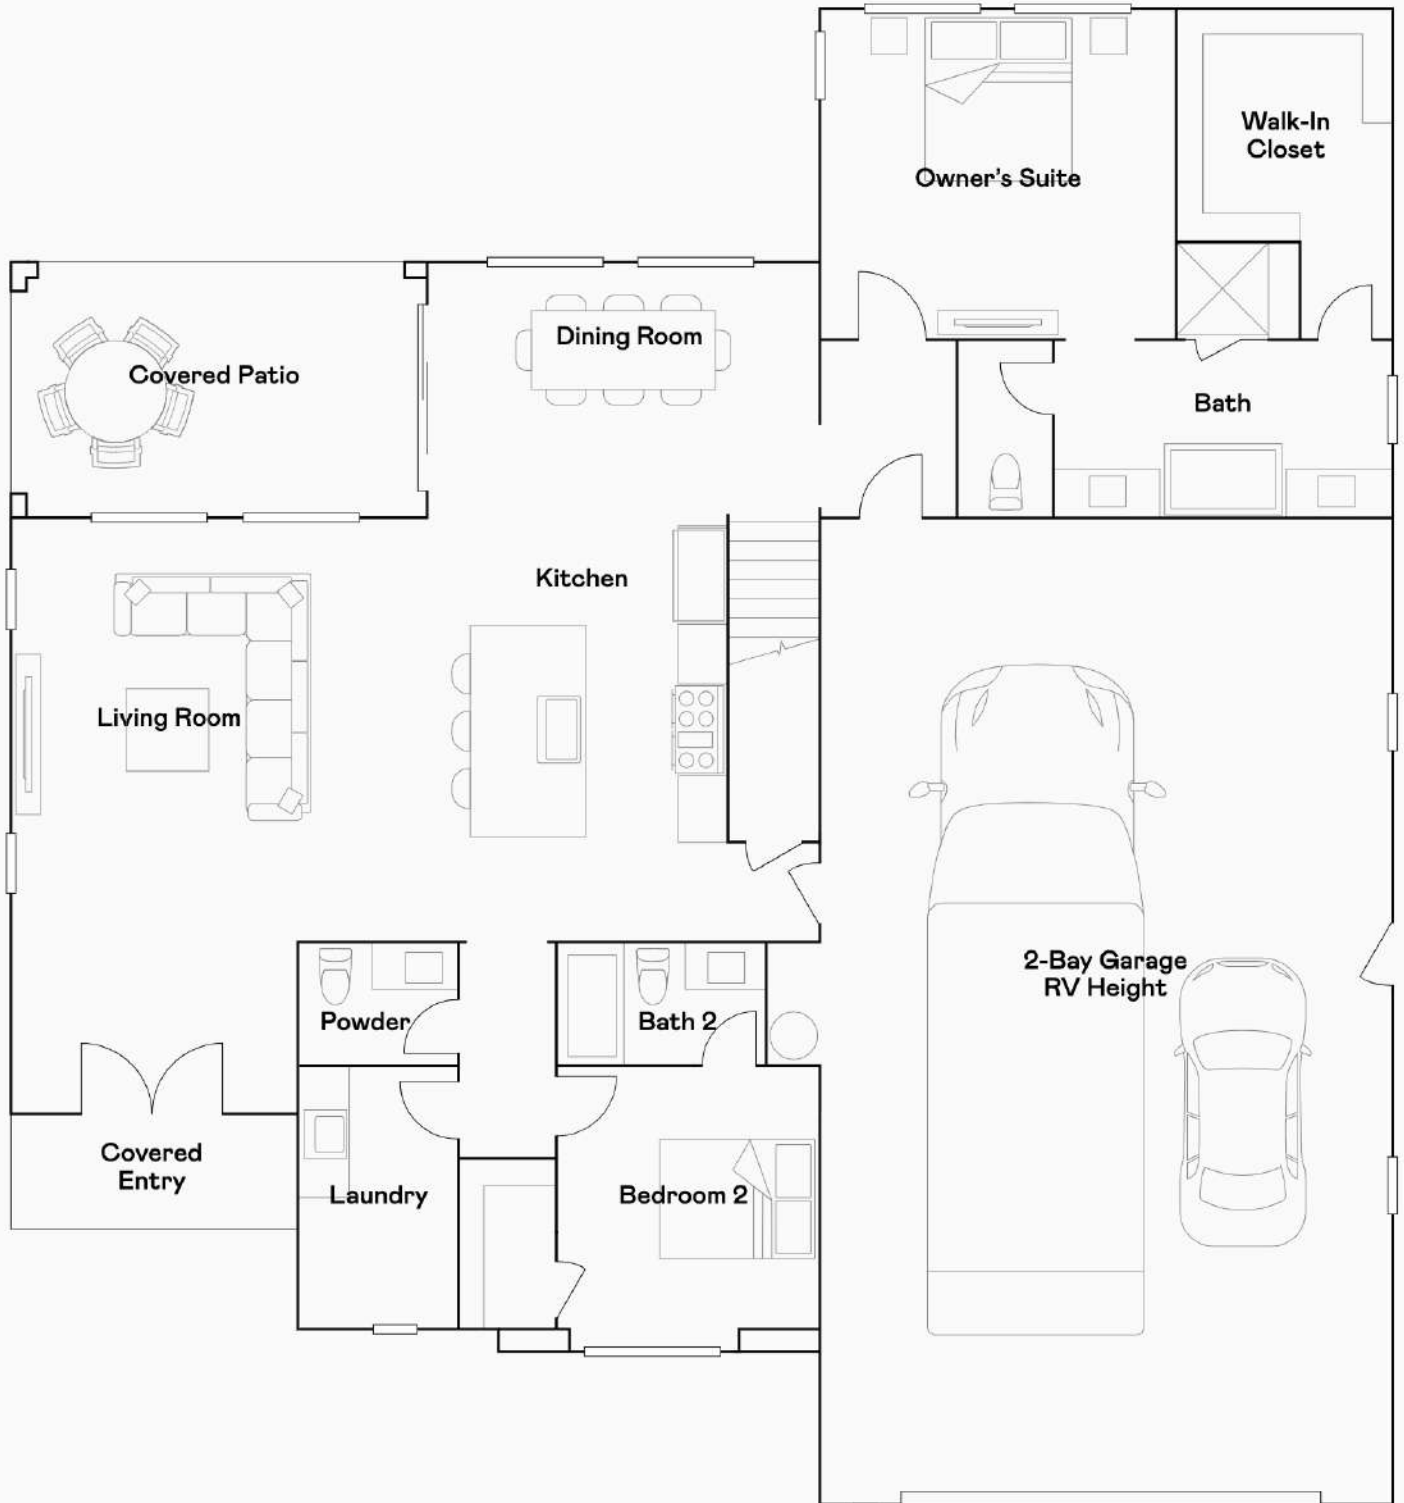 Walk-In
Closet
Owner's Suite
Dining Room
Covered Patio
Bath
Kitchen
Living Room
2-Bay Garage
RV Height
Powder
Bath 2
Covered
Entry
Laundry
Bedroom 2